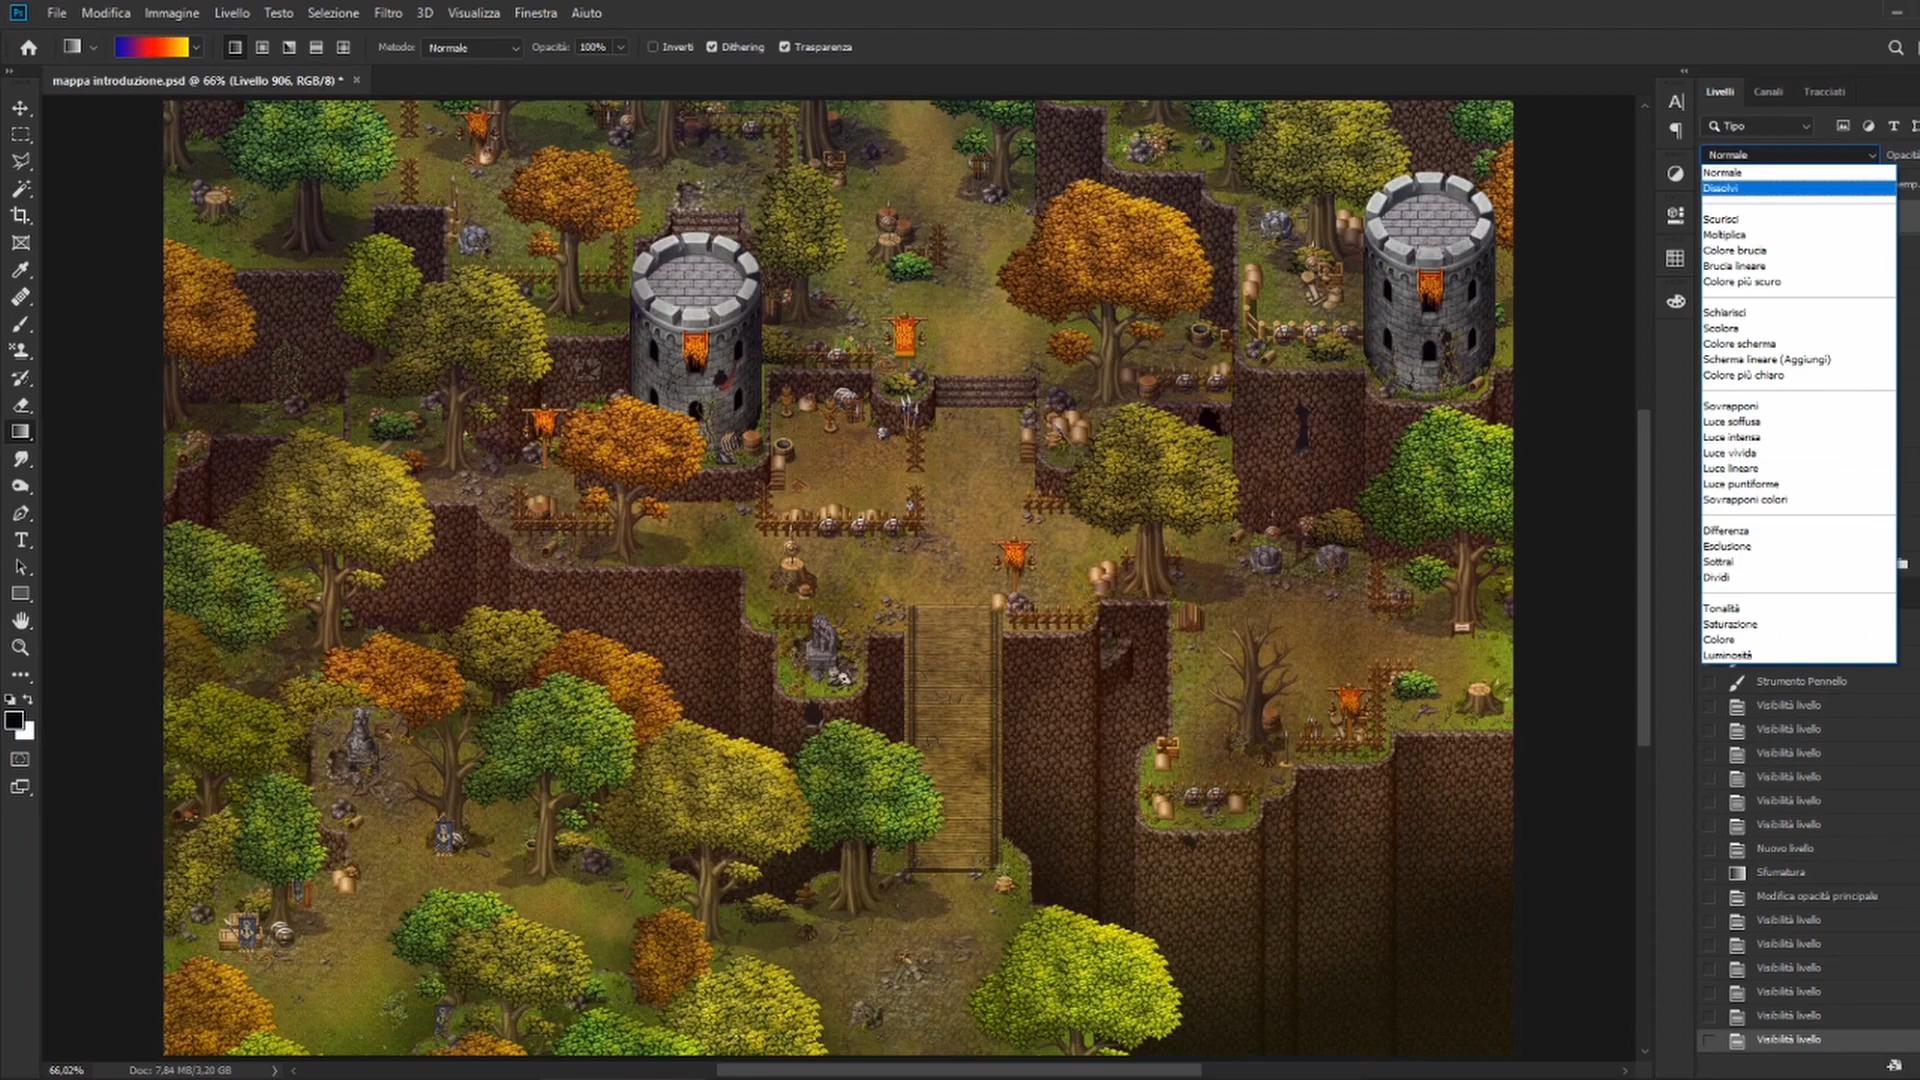 Ps File Modifica Immagine Livello Testo Selezione Filtro 3D Visualizza Finestra Aiuto
Metodo: Normale Opacità: 100% Inverti Dithering Trasparenza
mappa introduzione.psd @ 66% (Livello 906, RGB/8) *
Livelli Canali Tracciati
Tipo
Normale
Normale
Dissolvi
Scurisci
Moltiplica
Colore brucia
Brucia lineare
Colore più scuro
Schiarisci
Scolora
Colore scherma
Scherma lineare (Aggiungi)
Colore più chiaro
Sovrapponi
Luce soffusa
Luce intensa
Luce vivida
Luce lineare
Luce puntiforme
Sovrapponi colori
Differenza
Esclusione
Sottrai
Dividi
Tonalità
Saturazione
Colore
Luminosità
Strumento Pennello
Visibilità livello
Visibilità livello
Visibilità livello
Visibilità livello
Visibilità livello
Visibilità livello
Nuovo livello
Sfumatura
Modifica opacità principale
Visibilità livello
Visibilità livello
Visibilità livello
Visibilità livello
Visibilità livello
Visibilità livello
66,02% Doc: 7,84 MB/3,20 GB